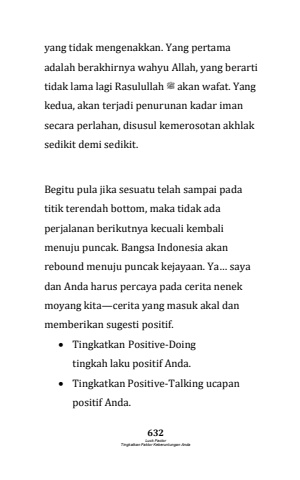 yang tidak mengenakkan. Yang pertama
adalah berakhirnya wahyu Allah, yang berarti
tidak lama lagi Rasulullah ﷺ akan wafat. Yang
kedua, akan terjadi penurunan kadar iman
secara perlahan, disusul kemerosotan akhlak
sedikit demi sedikit.
Begitu pula jika sesuatu telah sampai pada
titik terendah bottom, maka tidak ada
perjalanan berikutnya kecuali kembali
menuju puncak. Bangsa Indonesia akan
rebound menuju puncak kejayaan. Ya... saya
dan Anda harus percaya pada cerita nenek
moyang kita—cerita yang masuk akal dan
memberikan sugesti positif.
• Tingkatkan Positive-Doing
tingkah laku positif Anda.
• Tingkatkan Positive-Talking ucapan
positif Anda.
632
Luck Factor
Tingkatkan Faktor Keberuntungan Anda